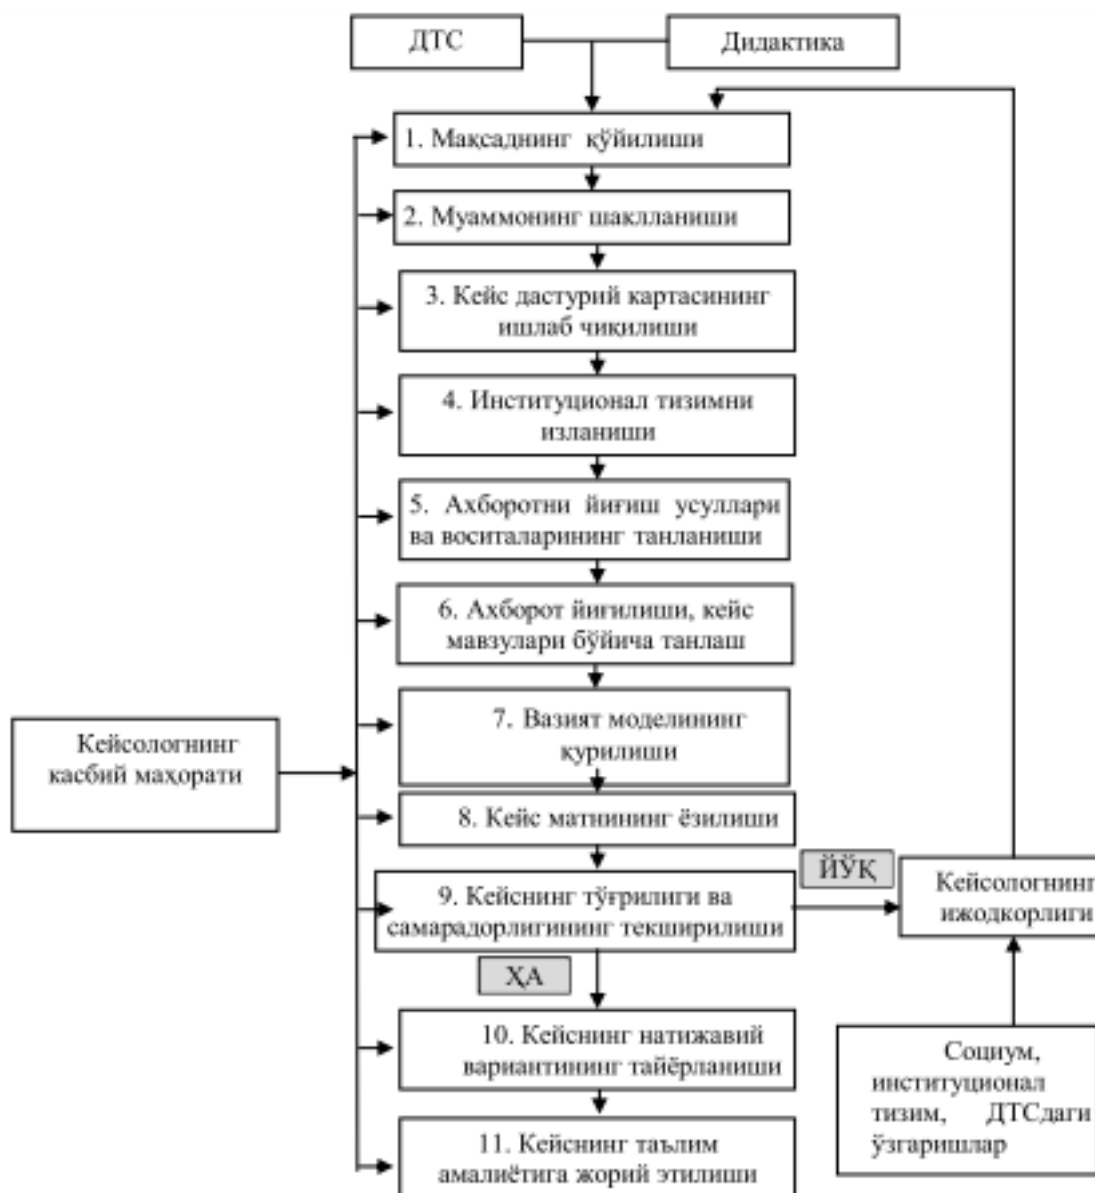 ДТС
Дидактика
1. Мақсаднинг қўйилиши
2. Муаммонинг шаклланиши
3. Кейс дастурий картасининг
ишлаб чиқилиши
4. Институционал тизимни
изланиши
5. Ахборотни йиғиш усуллари
ва воситаларининг танланиши
6. Ахборот йиғилиши, кейс
мавзулари бўйича танлаш
7. Вазият моделининг
қурилиши
Кейсологнинг
касбий маҳорати
8. Кейс матнининг ёзилиши
ЙЎҚ
9. Кейснинг тўғрилиги ва
самарадорлигининг текширилиши
Кейсологнинг
ижодкорлиги
ҲА
10. Кейснинг натижавий
вариантининг тайёрланиши
Социум,
институционал
тизим, ДТСдаги
ўзгаришлар
11. Кейснинг таълим
амалиётига жорий этилиши